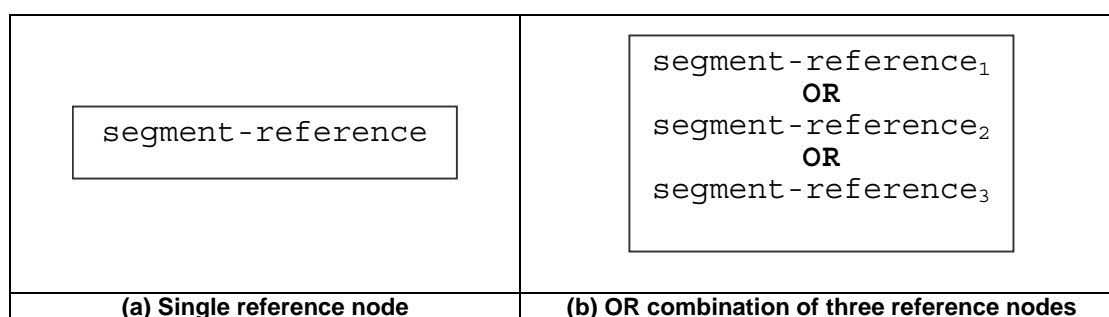 segment-reference
segment-reference₁
OR
segment-reference₂
OR
segment-reference₃
(a) Single reference node
(b) OR combination of three reference nodes